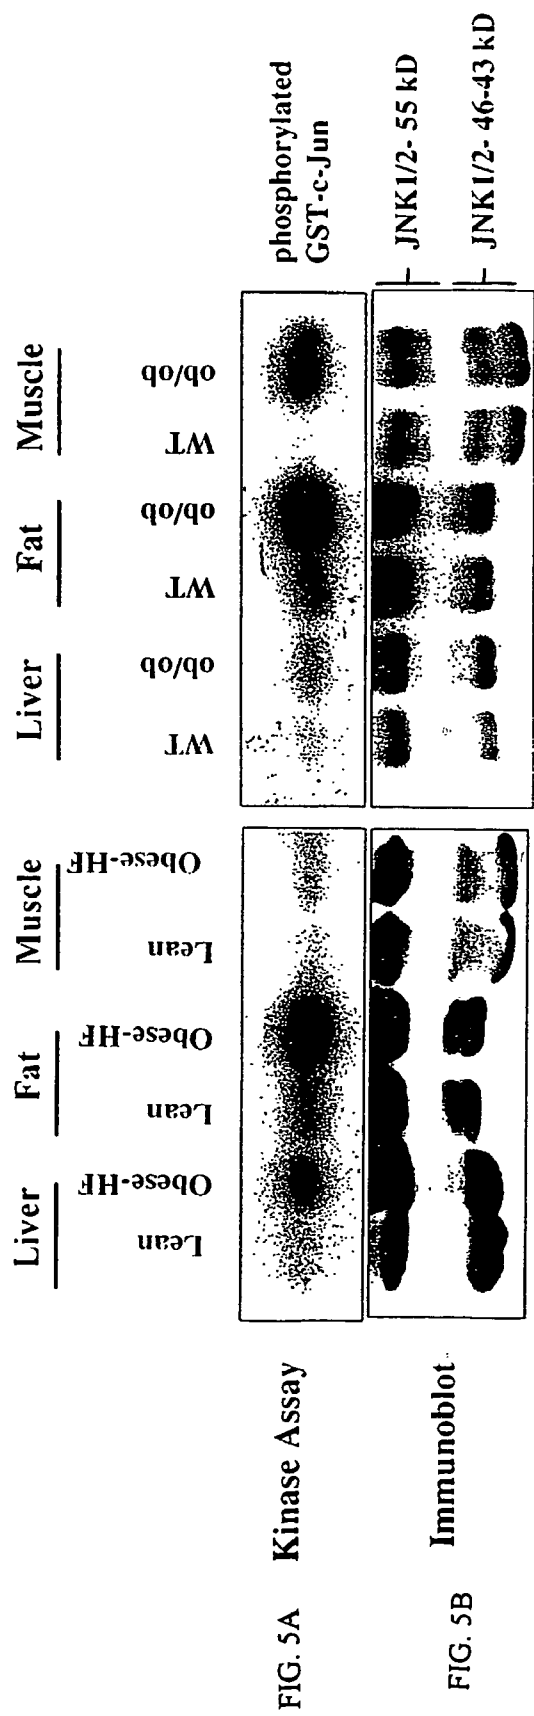 Liver Fat Muscle Liver Fat Muscle
Lean Obese-HF Lean Obese-HF Lean Obese-HF WT ob/ob WT ob/ob WT ob/ob
FIG. 5A Kinase Assay
phosphorylated
GST-c-Jun
FIG. 5B Immunoblot
JNK1/2- 55 kD
JNK1/2- 46-43 kD